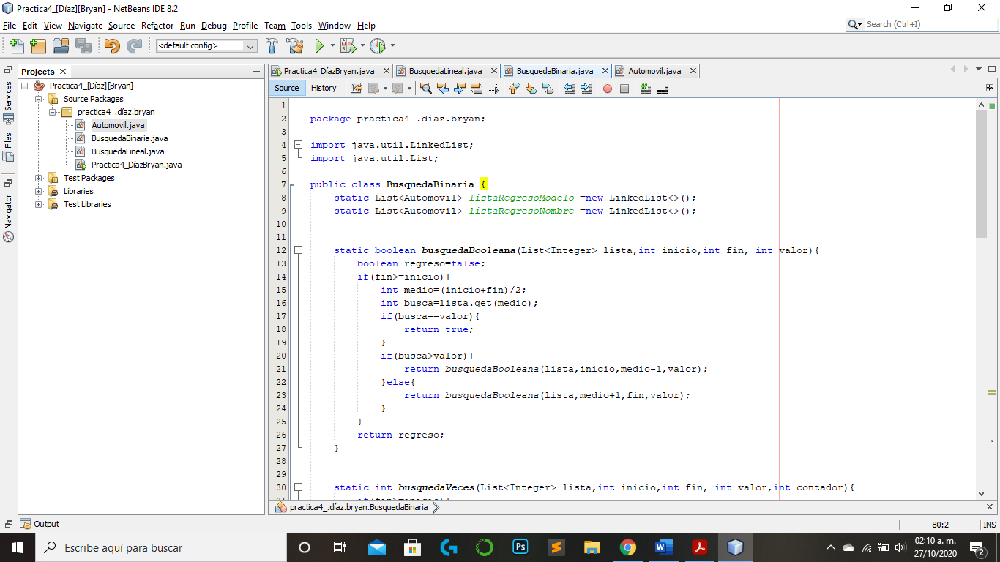 Practica4_[Díaz][Bryan] - NetBeans IDE 8.2
File Edit View Navigate Source Refactor Run Debug Profile Team Tools Window Help
Search (Ctrl+I)
<default config>
Projects
Services
Files
Navigator
Practica4_[Díaz][Bryan]
Source Packages
practica4_.díaz.bryan
Automovil.java
BusquedaBinaria.java
BusquedaLineal.java
Practica4_DíazBryan.java
Test Packages
Libraries
Test Libraries
Practica4_DíazBryan.java BusquedaLineal.java BusquedaBinaria.java Automovil.java
Source History
1
2 package practica4_.díaz.bryan;
3
4 import java.util.LinkedList;
5 import java.util.List;
6
7 public class BusquedaBinaria {
8 static List<Automovil> listaRegresoModelo =new LinkedList<>();
9 static List<Automovil> listaRegresoNombre =new LinkedList<>();
10
11
12 static boolean busquedaBooleana(List<Integer> lista,int inicio,int fin, int valor){
13 boolean regreso=false;
14 if(fin>=inicio){
15 int medio=(inicio+fin)/2;
16 int busca=lista.get(medio);
17 if(busca==valor){
18 return true;
19 }
20 if(busca>valor){
21 return busquedaBooleana(lista,inicio,medio-1,valor);
22 }else{
23 return busquedaBooleana(lista,medio+1,fin,valor);
24 }
25 }
26 return regreso;
27 }
28
29
30 static int busquedaVeces(List<Integer> lista,int inicio,int fin, int valor,int contador){
31 if(fin>=inicio){
practica4_.díaz.bryan.BusquedaBinaria
Output
80:2 INS
Escribe aquí para buscar
Ps
02:10 a. m.
27/10/2020
2